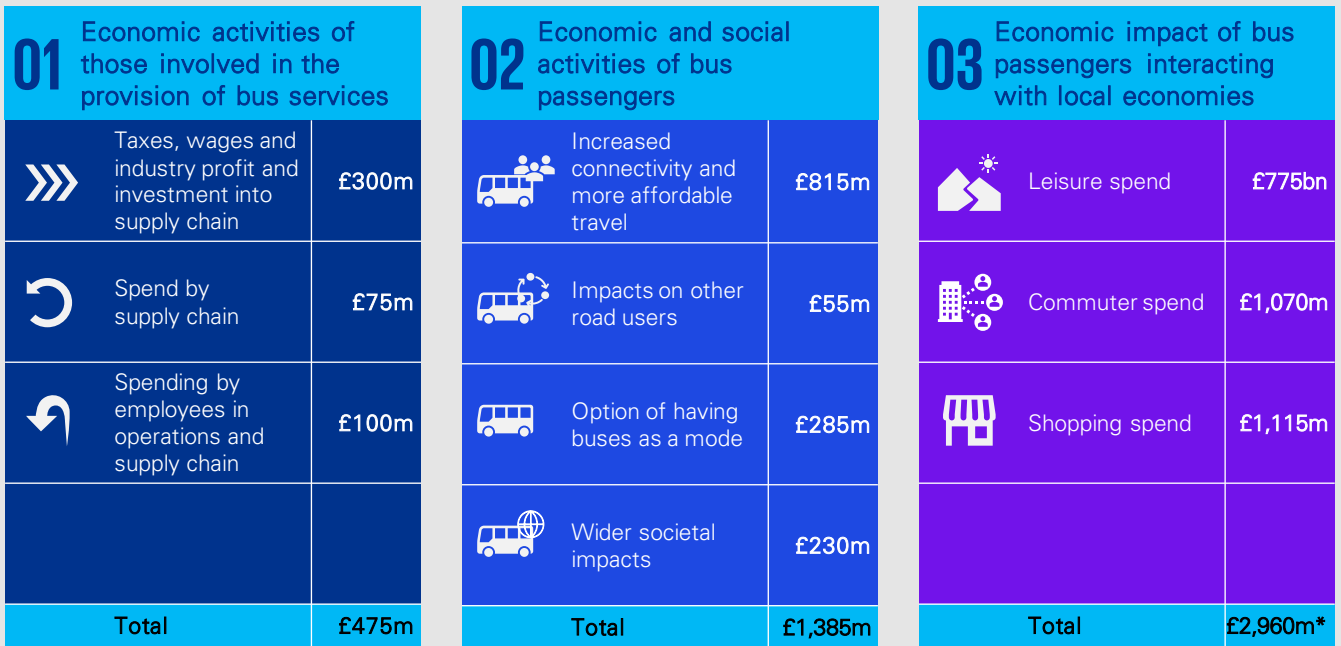 01
Economic activities of
those involved in the
provision of bus services
Taxes, wages and
industry profit and
investment into
supply chain
£300m
Spend by
supply chain
£75m
Spending by
employees in
operations and
supply chain
£100m
Total
£475m
02
Economic and social
activities of bus
passengers
Increased
connectivity and
more affordable
travel
£815m
Impacts on other
road users
£55m
Option of having
buses as a mode
£285m
Wider societal
impacts
£230m
Total
£1,385m
03
Economic impact of bus
passengers interacting
with local economies
Leisure spend
£775bn
Commuter spend
£1,070m
Shopping spend
£1,115m
Total
£2,960m*